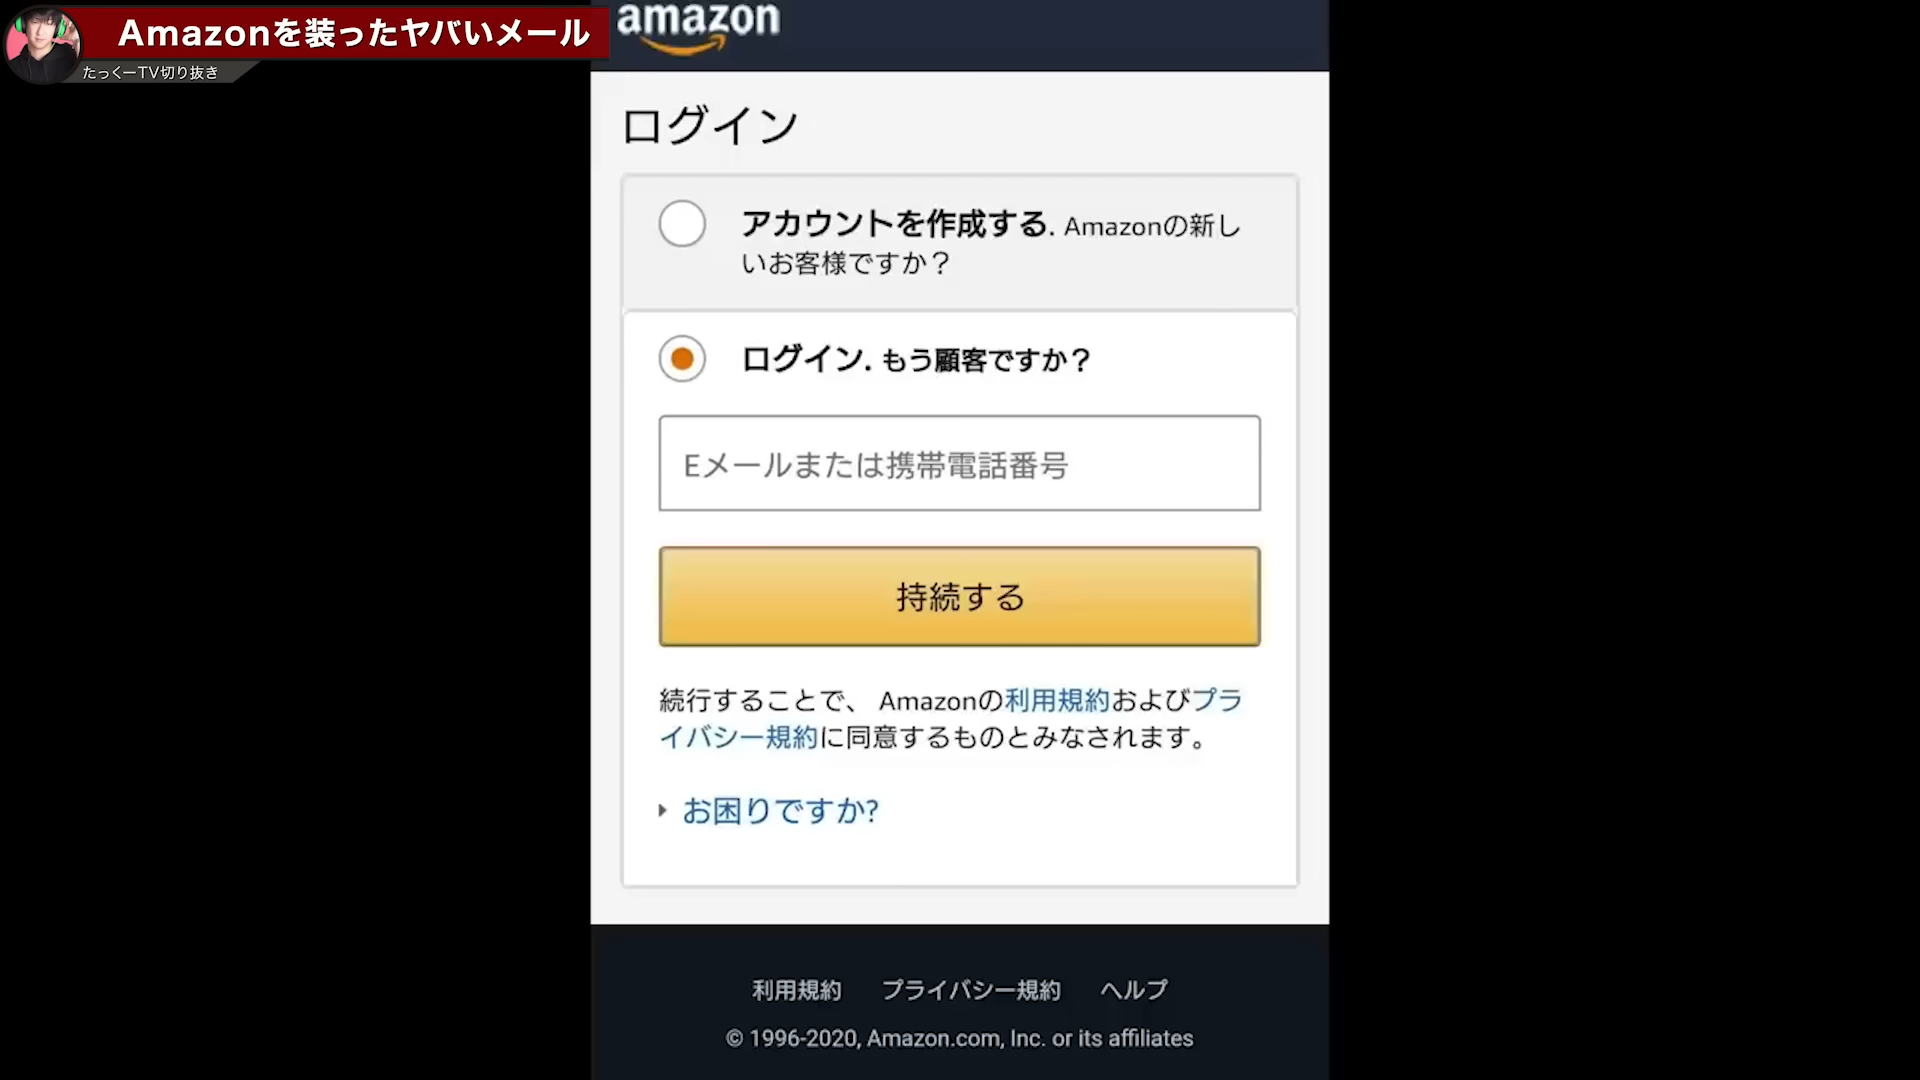 Amazonを装ったヤバいメール
たっくーTV切り抜き
amazon
ログイン
アカウントを作成する. Amazonの新し
いお客様ですか？
ログイン. もう顧客ですか？
Eメールまたは携帯電話番号
持続する
続行することで、 Amazonの利用規約およびプラ
イバシー規約に同意するものとみなされます。
お困りですか?
利用規約 プライバシー規約 ヘルプ
© 1996-2020, Amazon.com, Inc. or its affiliates